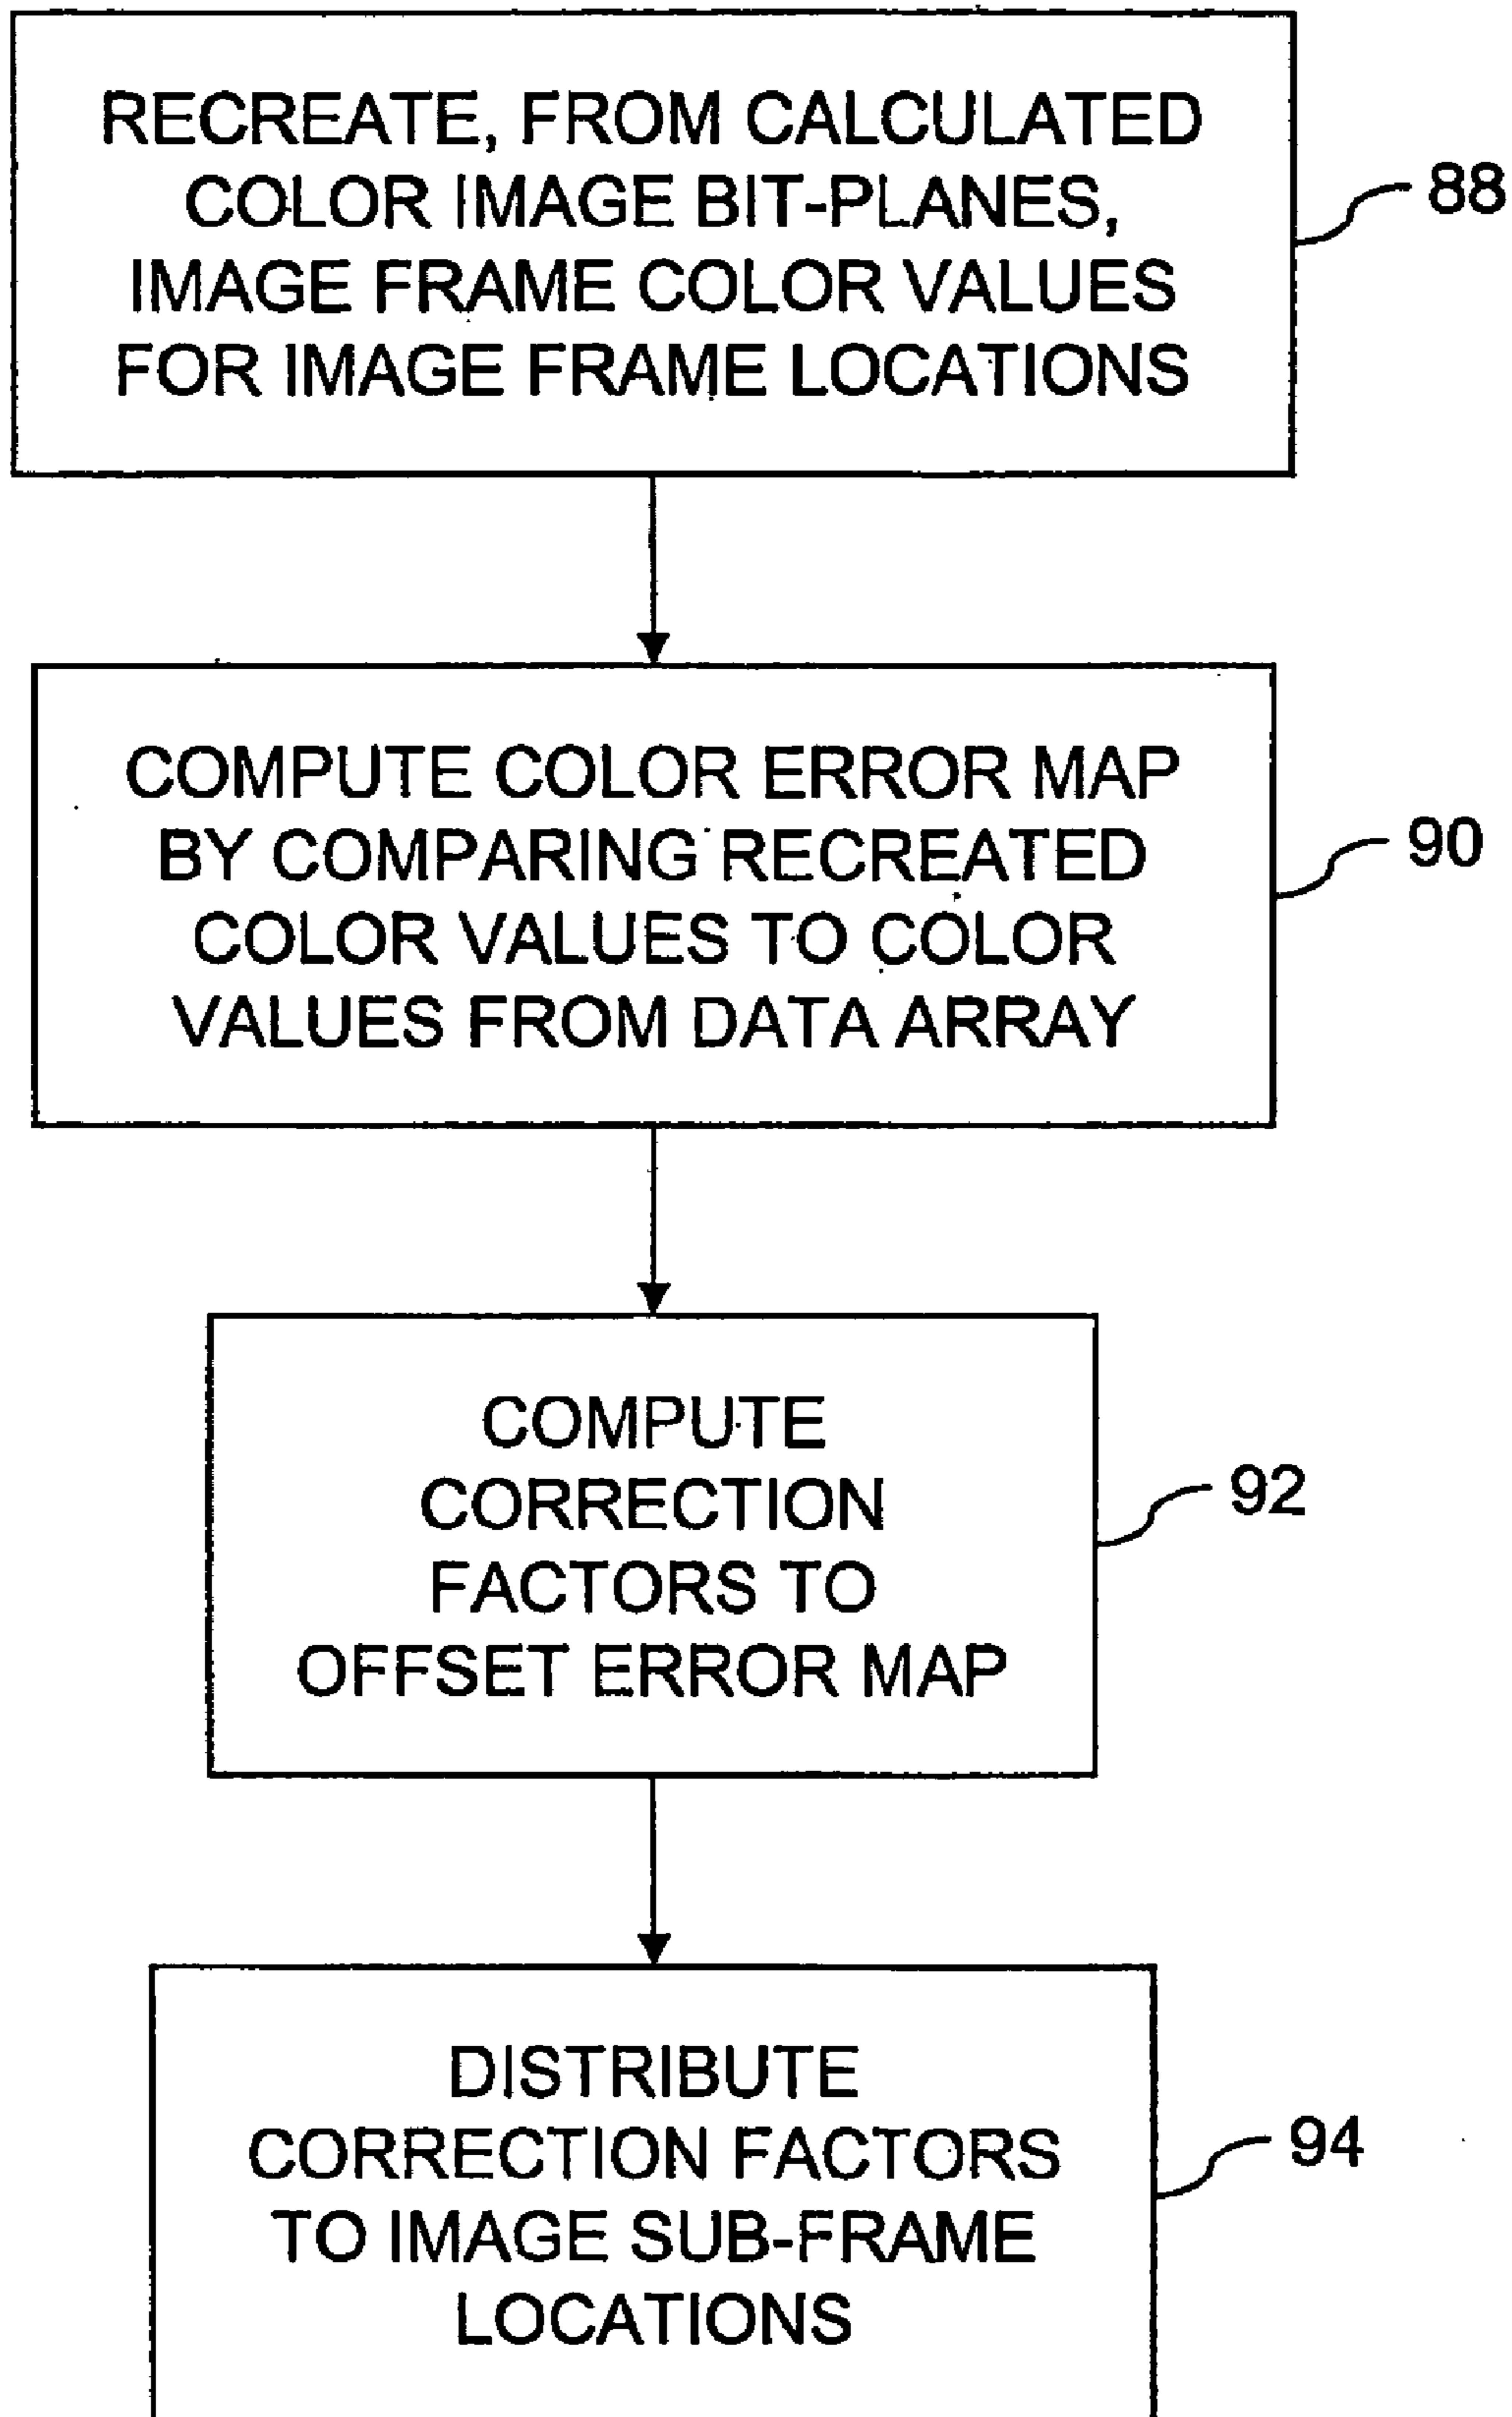 RECREATE, FROM CALCULATED
COLOR IMAGE BIT-PLANES,
IMAGE FRAME COLOR VALUES
FOR IMAGE FRAME LOCATIONS
88
COMPUTE COLOR ERROR MAP
BY COMPARING RECREATED
COLOR VALUES TO COLOR
VALUES FROM DATA ARRAY
90
COMPUTE
CORRECTION
FACTORS TO
OFFSET ERROR MAP
92
DISTRIBUTE
CORRECTION FACTORS
TO IMAGE SUB-FRAME
LOCATIONS
94